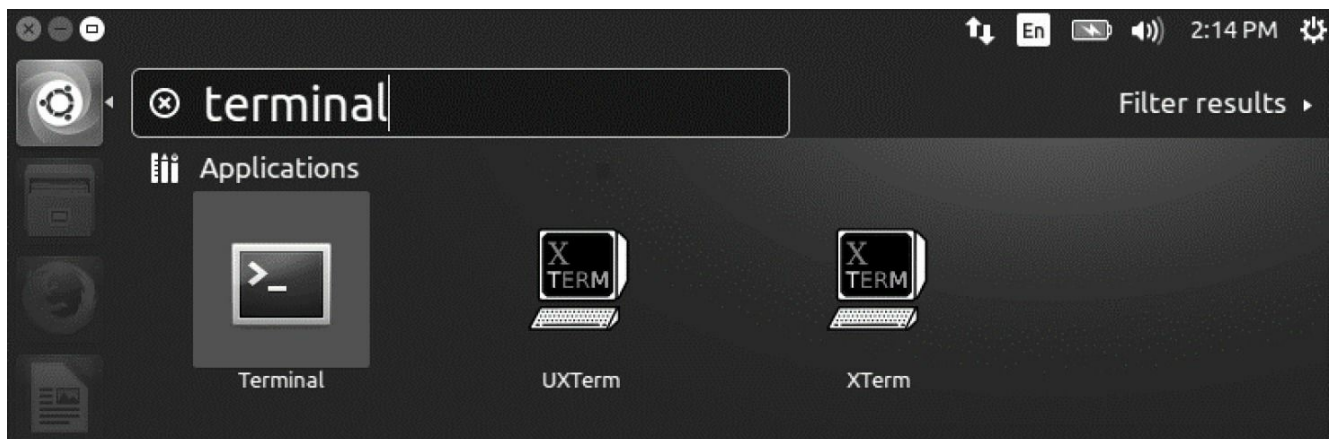 En 2:14 PM
terminal
Filter results
Applications
>_
X
TERM
X
TERM
Terminal UXTerm XTerm